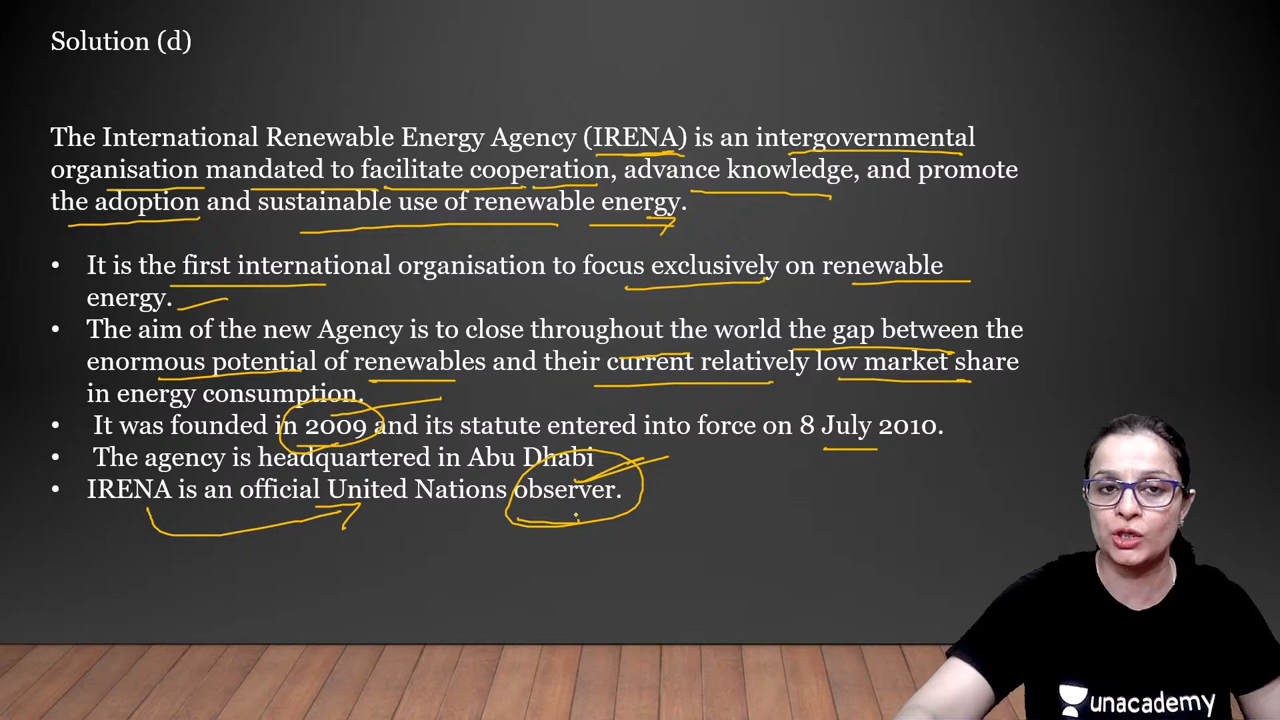 Solution (d)
The International Renewable Energy Agency (IRENA) is an intergovernmental
organisation mandated to facilitate cooperation, advance knowledge, and promote
the adoption and sustainable use of renewable energy.
• It is the first international organisation to focus exclusively on renewable
energy.
• The aim of the new Agency is to close throughout the world the gap between the
enormous potential of renewables and their current relatively low market share
in energy consumption.
• It was founded in 2009 and its statute entered into force on 8 July 2010.
• The agency is headquartered in Abu Dhabi
• IRENA is an official United Nations observer.
unacademy